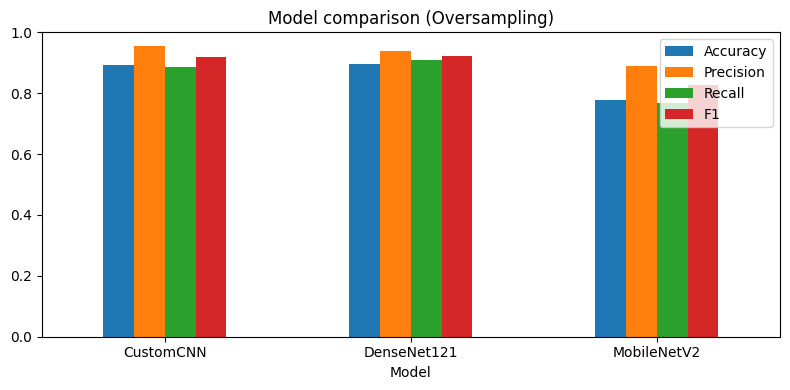 Model comparison (Oversampling)
1.0
0.8
0.6
0.4
0.2
0.0
Accuracy
Precision
Recall
F1
CustomCNN
DenseNet121
MobileNetV2
Model